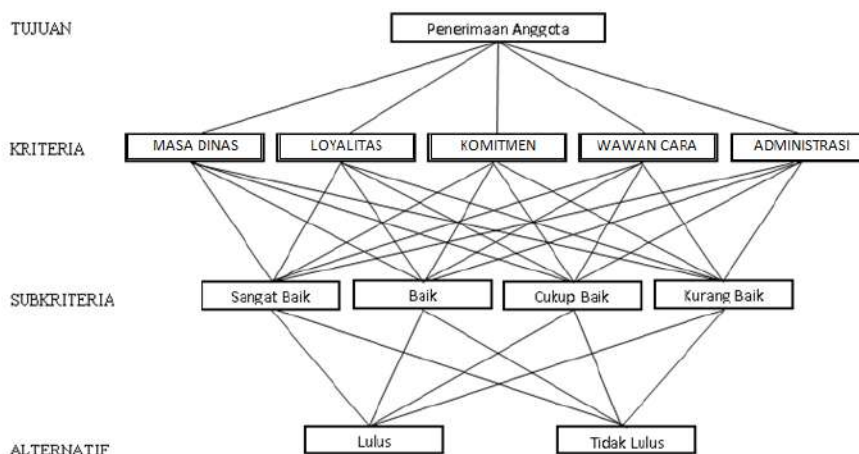 TUJUAN
Penerimaan Anggota
KRITERIA
MASA DINAS
LOYALITAS
KOMITMEN
WAWAN CARA
ADMINISTRASI
SUBKRITERIA
Sangat Baik
Baik
Cukup Baik
Kurang Baik
ALTERNATIF
Lulus
Tidak Lulus